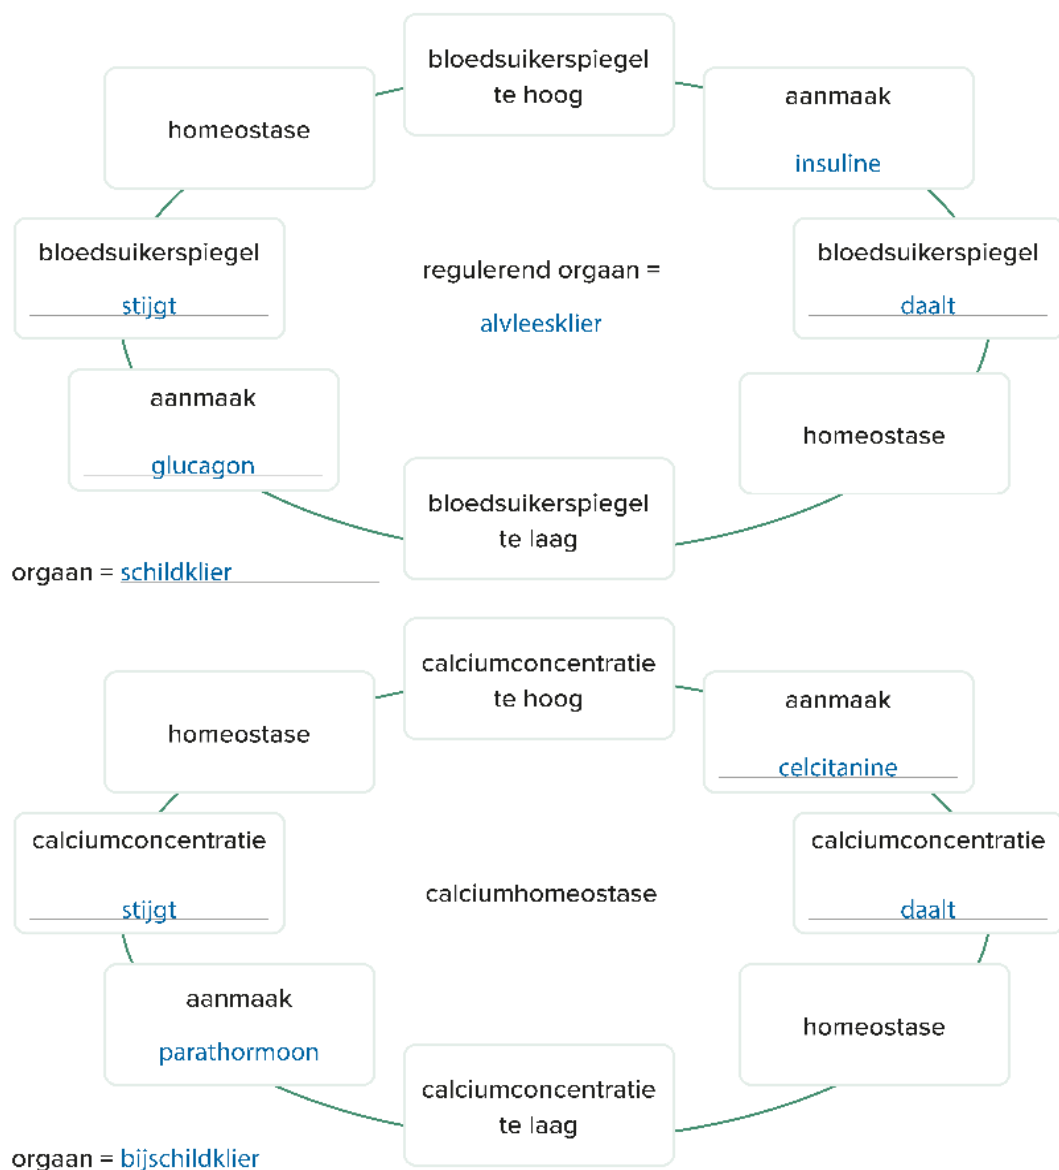 bloedsuikerspiegel
te hoog
homeostase
aanmaak
insuline
bloedsuikerspiegel
stijgt
regulerend orgaan =
alvleesklier
bloedsuikerspiegel
daalt
aanmaak
glucagon
homeostase
bloedsuikerspiegel
te laag
orgaan = schildklier
calciumconcentratie
te hoog
homeostase
aanmaak
celcitanine
calciumconcentratie
stijgt
calciumhomeostase
calciumconcentratie
daalt
aanmaak
parathormoon
homeostase
calciumconcentratie
te laag
orgaan = bijschildklier